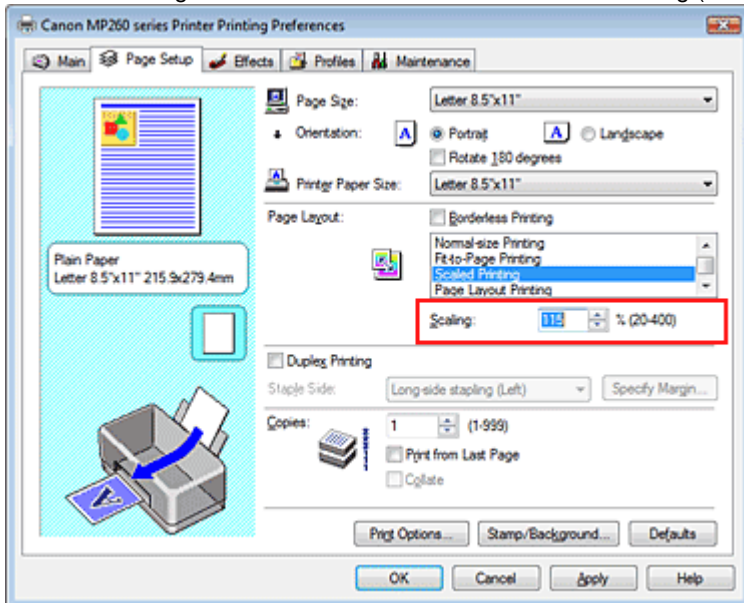 Canon MP260 series Printer Printing Preferences
Main Page Setup Effects Profiles Maintenance
Page Size: Letter 8.5"x11"
Orientation: A Portrait A Landscape
Rotate 180 degrees
Printer Paper Size: Letter 8.5"x11"
Page Layout: Borderless Printing
Normal-size Printing
Fit-to-Page Printing
Scaled Printing
Page Layout Printing
Plain Paper
Letter 8.5"x11" 215.9x279.4mm
Scaling: 115 % (20-400)
Duplex Printing
Staple Side: Long-side stapling (Left) Specify Margin...
Copies: 1 (1-999)
Print from Last Page
Collate
Print Options... Stamp/Background... Defaults
OK Cancel Apply Help